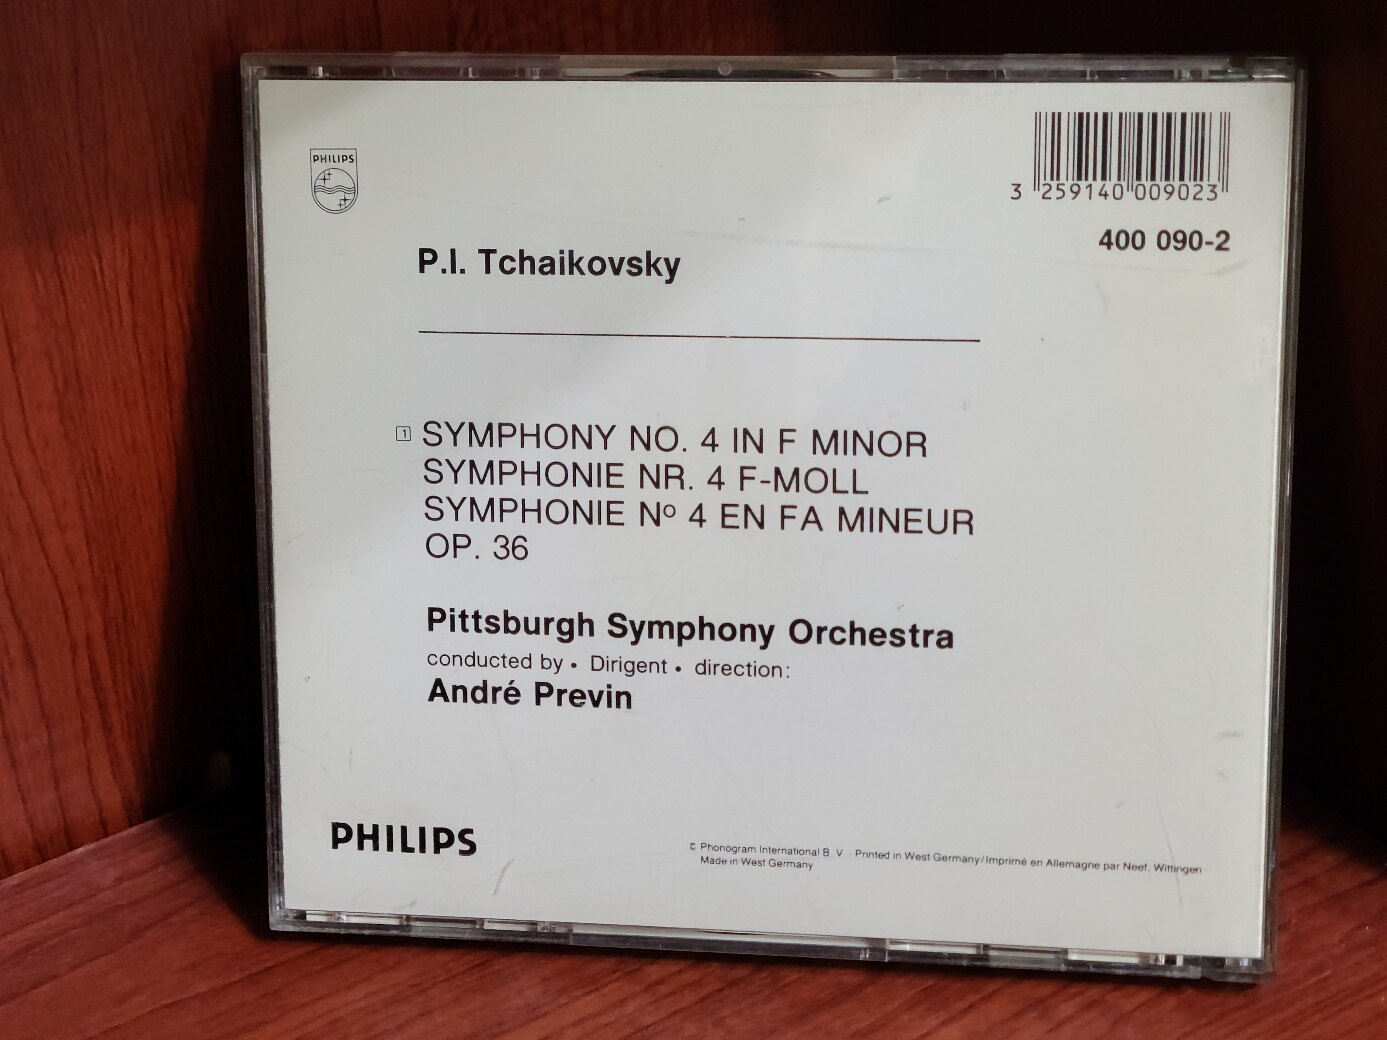 PHILIPS
3 259140 009023
400 090-2
P.I. Tchaikovsky
1 SYMPHONY NO. 4 IN F MINOR
SYMPHONIE NR. 4 F-MOLL
SYMPHONIE Nº 4 EN FA MINEUR
OP. 36
Pittsburgh Symphony Orchestra
conducted by • Dirigent • direction:
André Previn
PHILIPS
© Phonogram International B.V. · Printed in West Germany/Imprimé en Allemagne par Neef, Wittingen
Made in West Germany